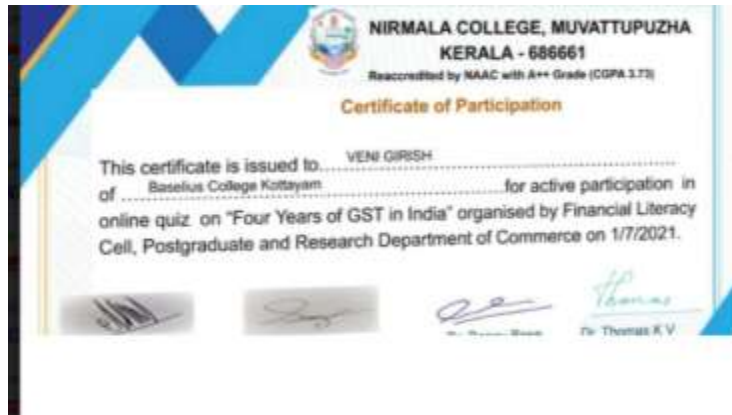 NIRMALA COLLEGE, MUVATTUPUZHA
KERALA - 686661
Reaccredited by NAAC with A++ Grade (CGPA 3.73)
Certificate of Participation
This certificate is issued to.... VENI GIRISH
of ..... Baselius College Kottayam ..... for active participation in
online quiz on "Four Years of GST in India" organised by Financial Literacy
Cell, Postgraduate and Research Department of Commerce on 1/7/2021.
Thomas
Dr. Thomas K V